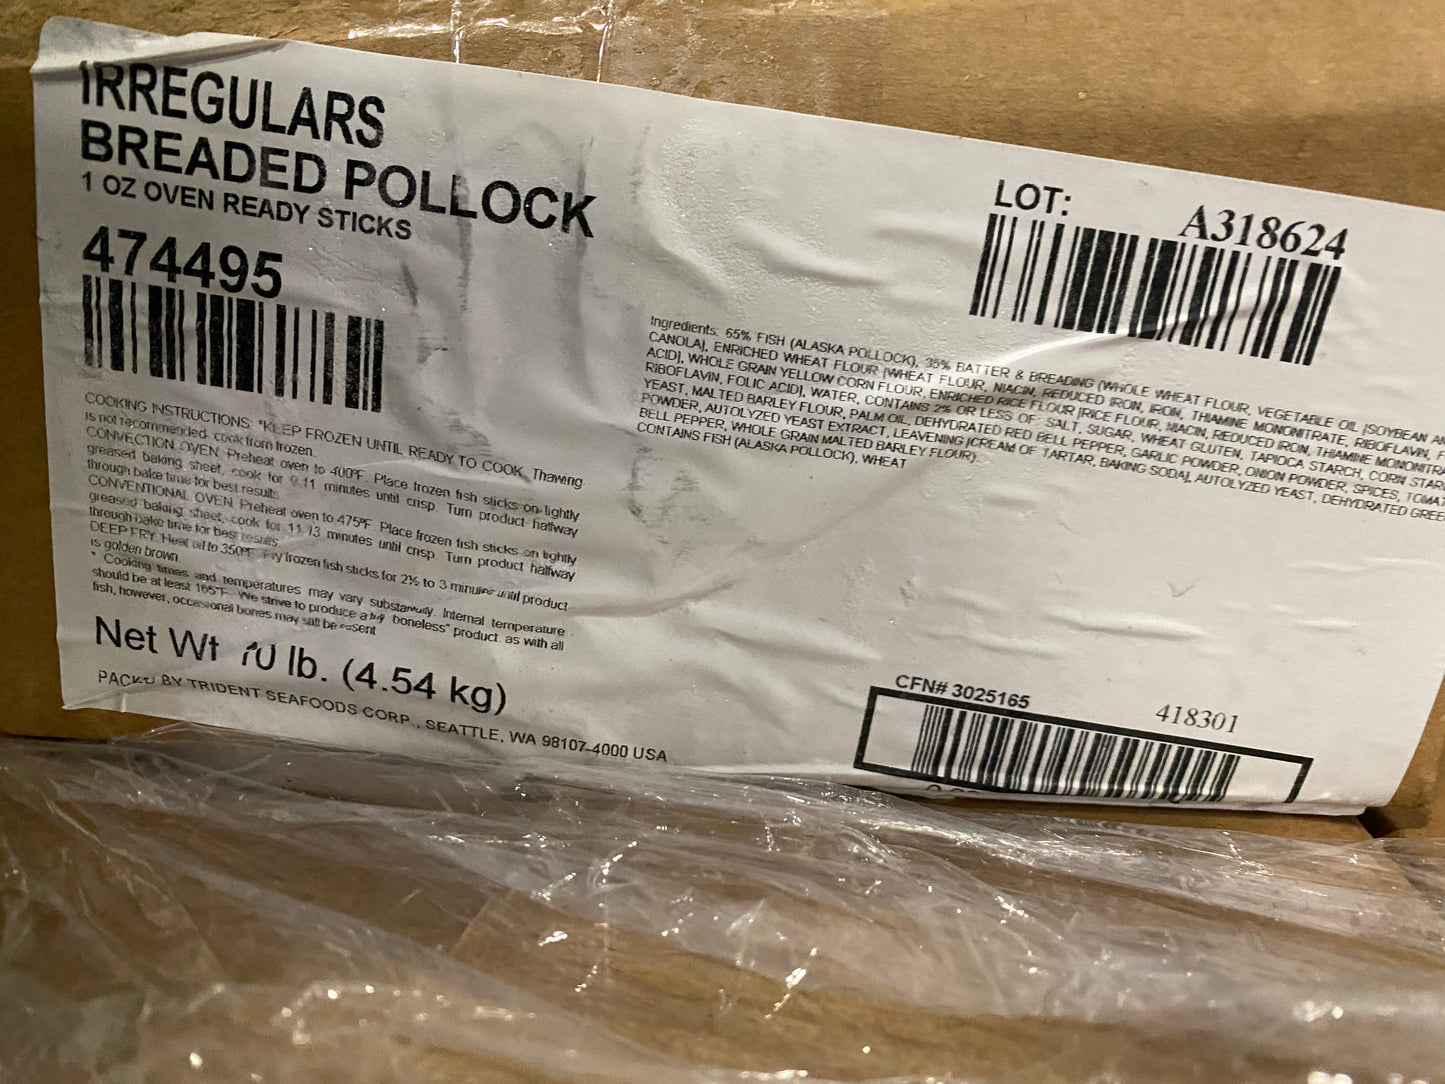 IRREGULARS
BREADED POLLOCK
1 OZ OVEN READY STICKS
474495
COOKING INSTRUCTIONS: *KEEP FROZEN UNTIL READY TO COOK. Thawing
is not recommended, cook from frozen.
CONVECTION OVEN: Preheat oven to 400°F. Place frozen fish sticks on lightly
greased baking sheet, cook for 9-11 minutes until crisp. Turn product halfway
through bake time for best results.
CONVENTIONAL OVEN: Preheat oven to 475°F. Place frozen fish sticks on lightly
greased baking sheet, cook for 11-13 minutes until crisp. Turn product halfway
through bake time for best results.
DEEP FRY: Heat oil to 350°F. Fry frozen fish sticks for 2½ to 3 minutes until product
is golden brown.
* Cooking times and temperatures may vary substantially. Internal temperature
should be at least 165°F. We strive to produce a fully "boneless" product, as with all
fish, however, occasional bones may still be present
Net Wt 10 lb. (4.54 kg)
PACKED BY TRIDENT SEAFOODS CORP., SEATTLE, WA 98107-4000 USA
LOT: A318624
Ingredients: 65% FISH (ALASKA POLLOCK), 35% BATTER & BREADING (WHOLE WHEAT FLOUR, VEGETABLE OIL [SOYBEAN
CANOLA], ENRICHED WHEAT FLOUR [WHEAT FLOUR, NIACIN, REDUCED IRON, IRON, THIAMINE MONONITRATE, RIBOFLAVIN,
ACID], WHOLE GRAIN YELLOW CORN FLOUR, ENRICHED RICE FLOUR [RICE FLOUR, NIACIN, REDUCED IRON, THIAMINE
RIBOFLAVIN, FOLIC ACID], WATER, CONTAINS 2% OR LESS OF: SALT, SUGAR, WHEAT GLUTEN, TAPIOCA STARCH, CORN
YEAST, MALTED BARLEY FLOUR, PALM OIL, DEHYDRATED RED BELL PEPPER, GARLIC POWDER, ONION POWDER, SPICES,
POWDER, AUTOLYZED YEAST EXTRACT, LEAVENING [CREAM OF TARTAR, BAKING SODA], AUTOLYZED YEAST, DEHYDRATED
BELL PEPPER, WHOLE GRAIN MALTED BARLEY FLOUR).
CONTAINS FISH (ALASKA POLLOCK), WHEAT
CFN# 3025165
418301